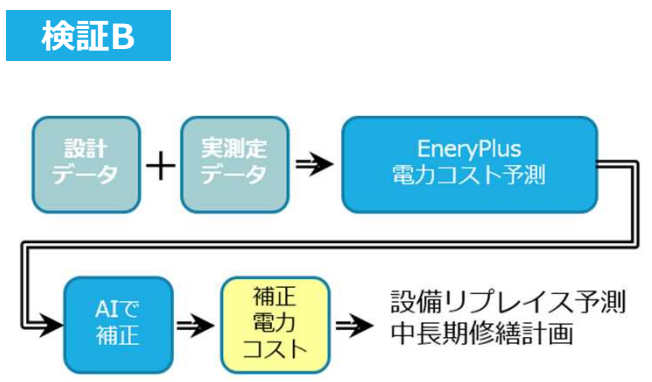 検証B
設計
データ
+
実測定
データ
EneryPlus
電力コスト予測
AIで
補正
補正
電力
コスト
設備リプレイス予測
中長期修繕計画